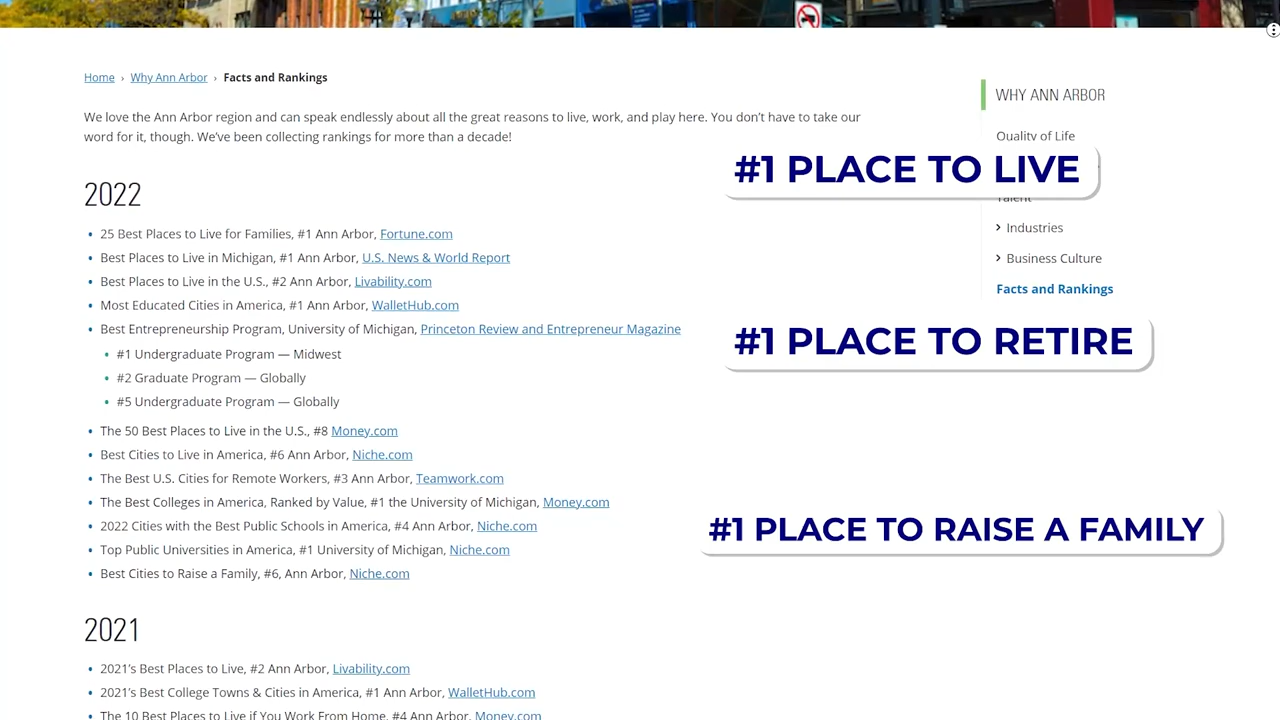 Home › Why Ann Arbor › Facts and Rankings
We love the Ann Arbor region and can speak endlessly about all the great reasons to live, work, and play here. You don’t have to take our
word for it, though. We’ve been collecting rankings for more than a decade!
2022
25 Best Places to Live for Families, #1 Ann Arbor, Fortune.com
Best Places to Live in Michigan, #1 Ann Arbor, U.S. News & World Report
Best Places to Live in the U.S., #2 Ann Arbor, Livability.com
Most Educated Cities in America, #1 Ann Arbor, WalletHub.com
Best Entrepreneurship Program, University of Michigan, Princeton Review and Entrepreneur Magazine
#1 Undergraduate Program — Midwest
#2 Graduate Program — Globally
#5 Undergraduate Program — Globally
The 50 Best Places to Live in the U.S., #8 Money.com
Best Cities to Live in America, #6 Ann Arbor, Niche.com
The Best U.S. Cities for Remote Workers, #3 Ann Arbor, Teamwork.com
The Best Colleges in America, Ranked by Value, #1 the University of Michigan, Money.com
2022 Cities with the Best Public Schools in America, #4 Ann Arbor, Niche.com
Top Public Universities in America, #1 University of Michigan, Niche.com
Best Cities to Raise a Family, #6, Ann Arbor, Niche.com
2021
2021’s Best Places to Live, #2 Ann Arbor, Livability.com
2021’s Best College Towns & Cities in America, #1 Ann Arbor, WalletHub.com
The 10 Best Places to Live if You Work From Home, #4 Ann Arbor, Money.com
WHY ANN ARBOR
Quality of Life
Talent
Industries
Business Culture
Facts and Rankings
#1 PLACE TO LIVE
#1 PLACE TO RETIRE
#1 PLACE TO RAISE A FAMILY